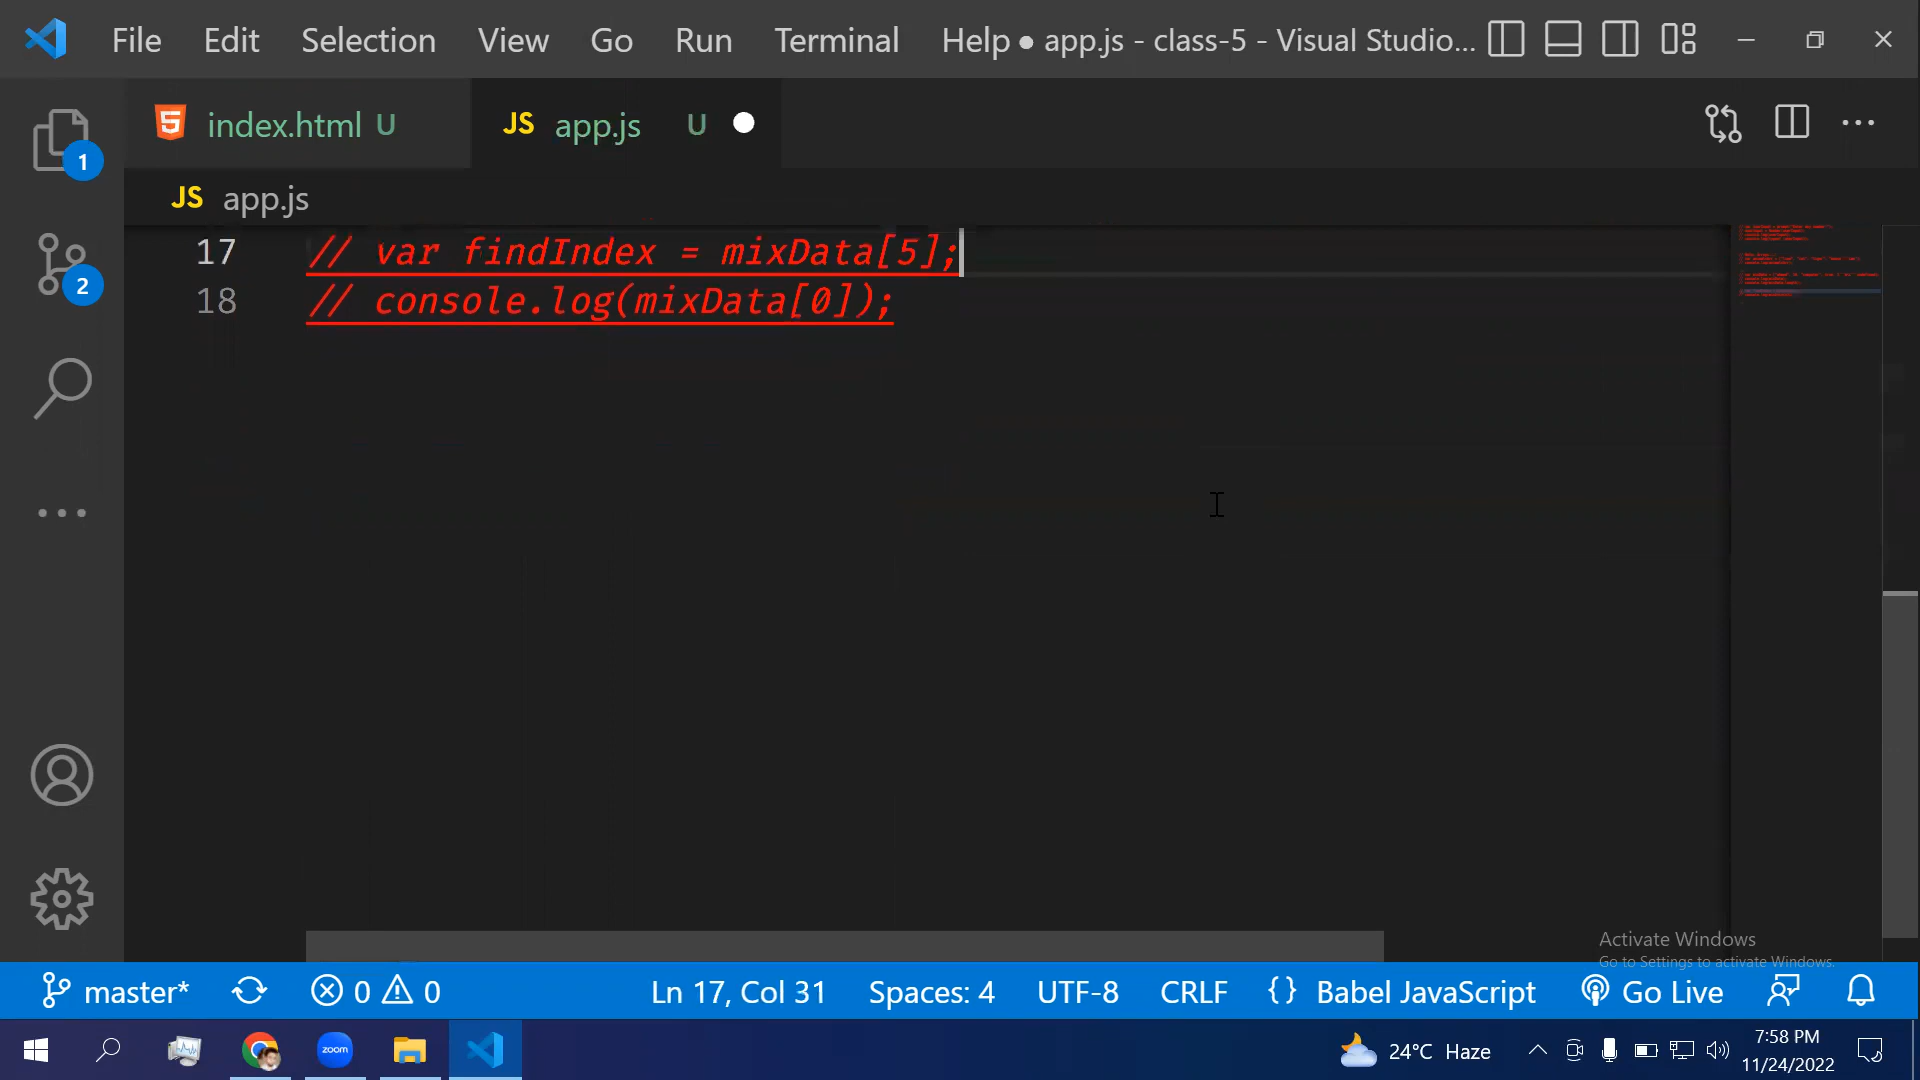 File Edit Selection View Go Run Terminal Help ● app.js - class-5 - Visual Studio...
index.html U
JS app.js U
1
JS app.js
17 // var findIndex = mixData[5];
18 // console.log(mixData[0]);
2
Activate Windows
Go to Settings to activate Windows.
master* 0 0 Ln 17, Col 31 Spaces: 4 UTF-8 CRLF {} Babel JavaScript Go Live
zoom 24°C Haze 7:58 PM
11/24/2022